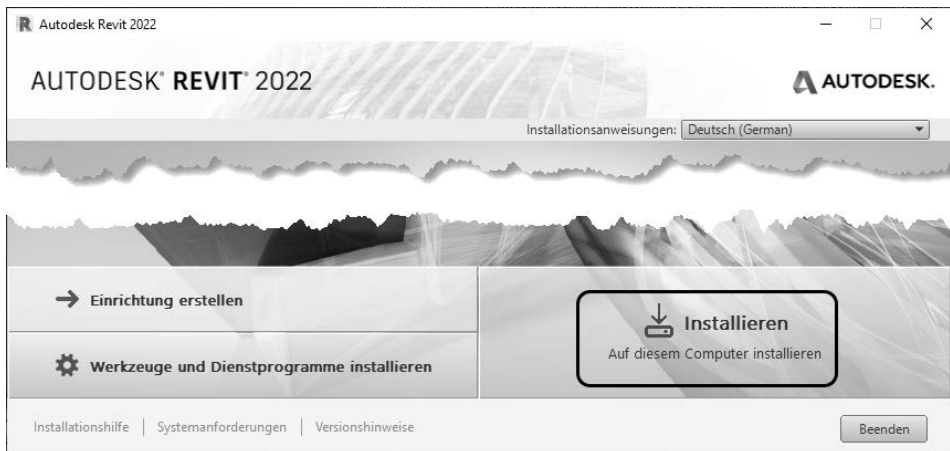 Autodesk Revit 2022
AUTODESK® REVIT® 2022
AUTODESK.
Installationsanweisungen: Deutsch (German)
Einrichtung erstellen
Installieren
Auf diesem Computer installieren
Werkzeuge und Dienstprogramme installieren
Installationshilfe | Systemanforderungen | Versionshinweise
Beenden